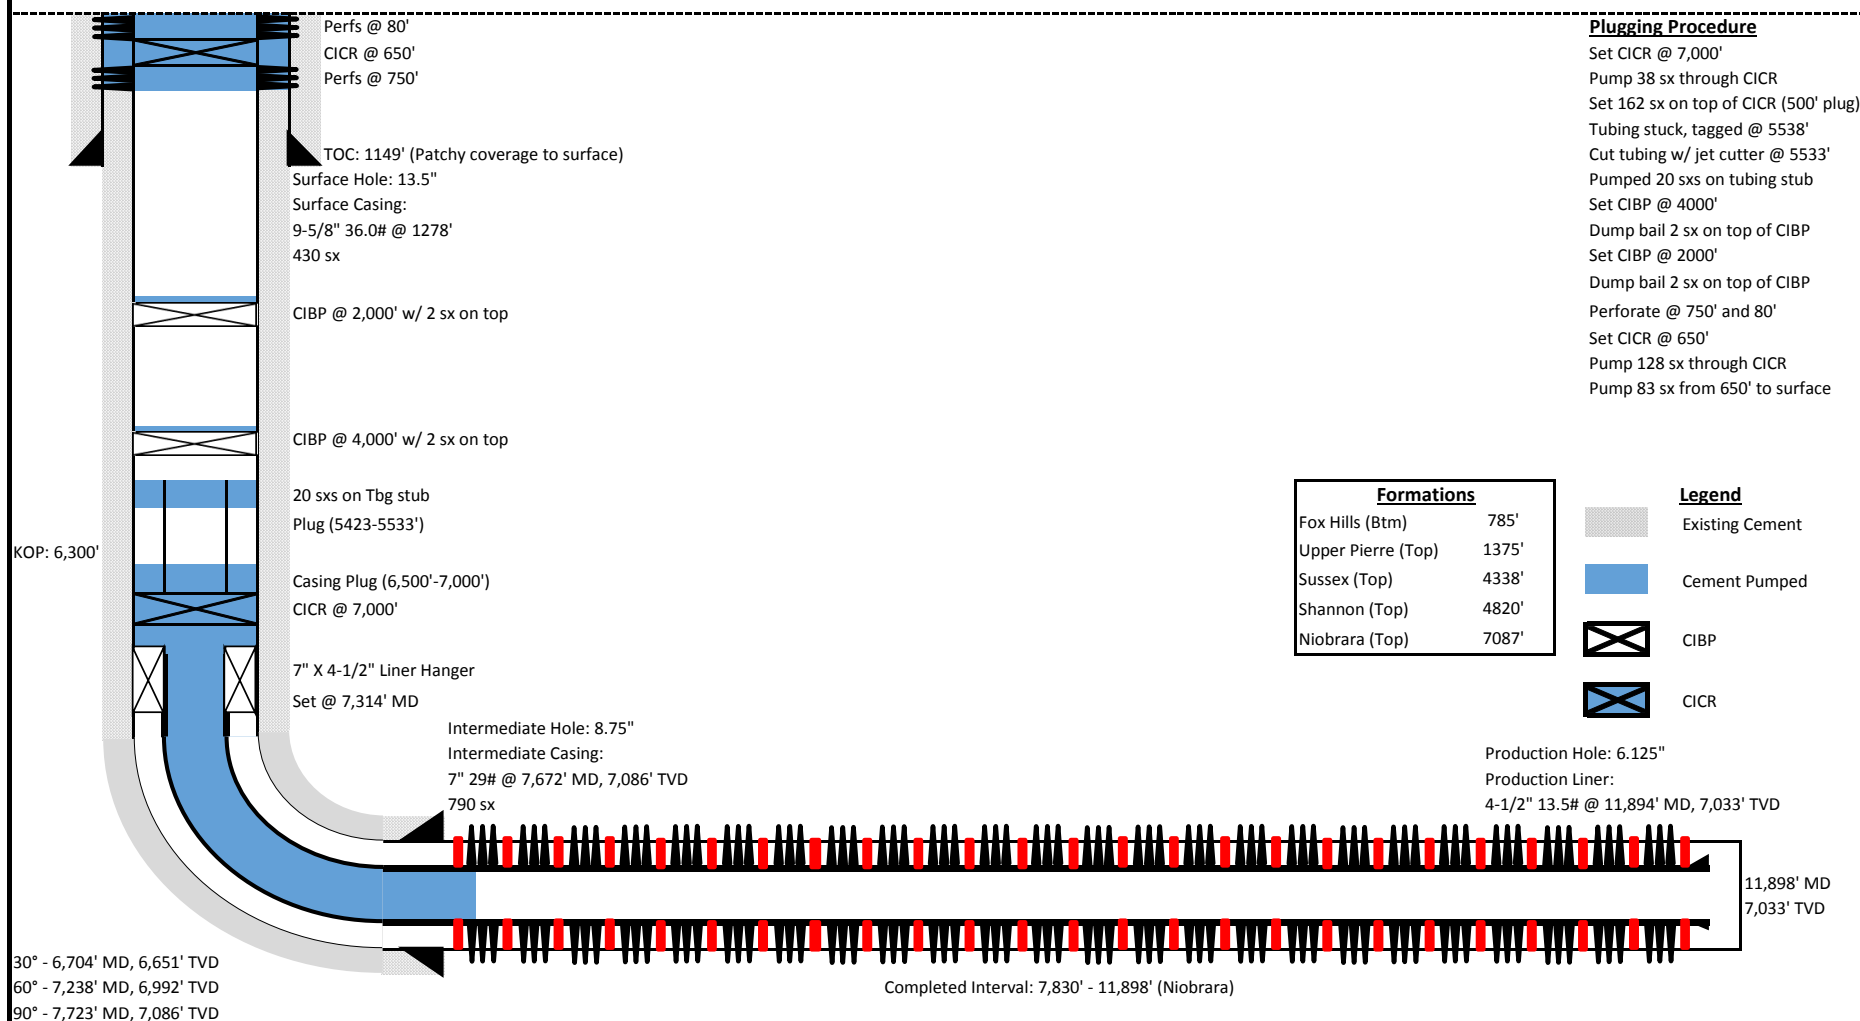 Perfs @ 80'
CICR @ 650'
Perfs @ 750'
TOC: 1149' (Patchy coverage to surface)
Surface Hole: 13.5"
Surface Casing:
9-5/8" 36.0# @ 1278'
430 sx
CIBP @ 2,000' w/ 2 sx on top
CIBP @ 4,000' w/ 2 sx on top
20 sxs on Tbg stub
Plug (5423-5533')
KOP: 6,300'
Casing Plug (6,500'-7,000')
CICR @ 7,000'
7" X 4-1/2" Liner Hanger
Set @ 7,314' MD
Intermediate Hole: 8.75"
Intermediate Casing:
7" 29# @ 7,672' MD, 7,086' TVD
790 sx
30° - 6,704' MD, 6,651' TVD
60° - 7,238' MD, 6,992' TVD
90° - 7,723' MD, 7,086' TVD
Completed Interval: 7,830' - 11,898' (Niobrara)
Plugging Procedure
Set CICR @ 7,000'
Pump 38 sx through CICR
Set 162 sx on top of CICR (500' plug)
Tubing stuck, tagged @ 5538'
Cut tubing w/ jet cutter @ 5533'
Pumped 20 sxs on tubing stub
Set CIBP @ 4000'
Dump bail 2 sx on top of CIBP
Set CIBP @ 2000'
Dump bail 2 sx on top of CIBP
Perforate @ 750' and 80'
Set CICR @ 650'
Pump 128 sx through CICR
Pump 83 sx from 650' to surface
Formations
Fox Hills (Btm) 785'
Upper Pierre (Top) 1375'
Sussex (Top) 4338'
Shannon (Top) 4820'
Niobrara (Top) 7087'
Legend
Existing Cement
Cement Pumped
CIBP
CICR
Production Hole: 6.125"
Production Liner:
4-1/2" 13.5# @ 11,894' MD, 7,033' TVD
11,898' MD
7,033' TVD